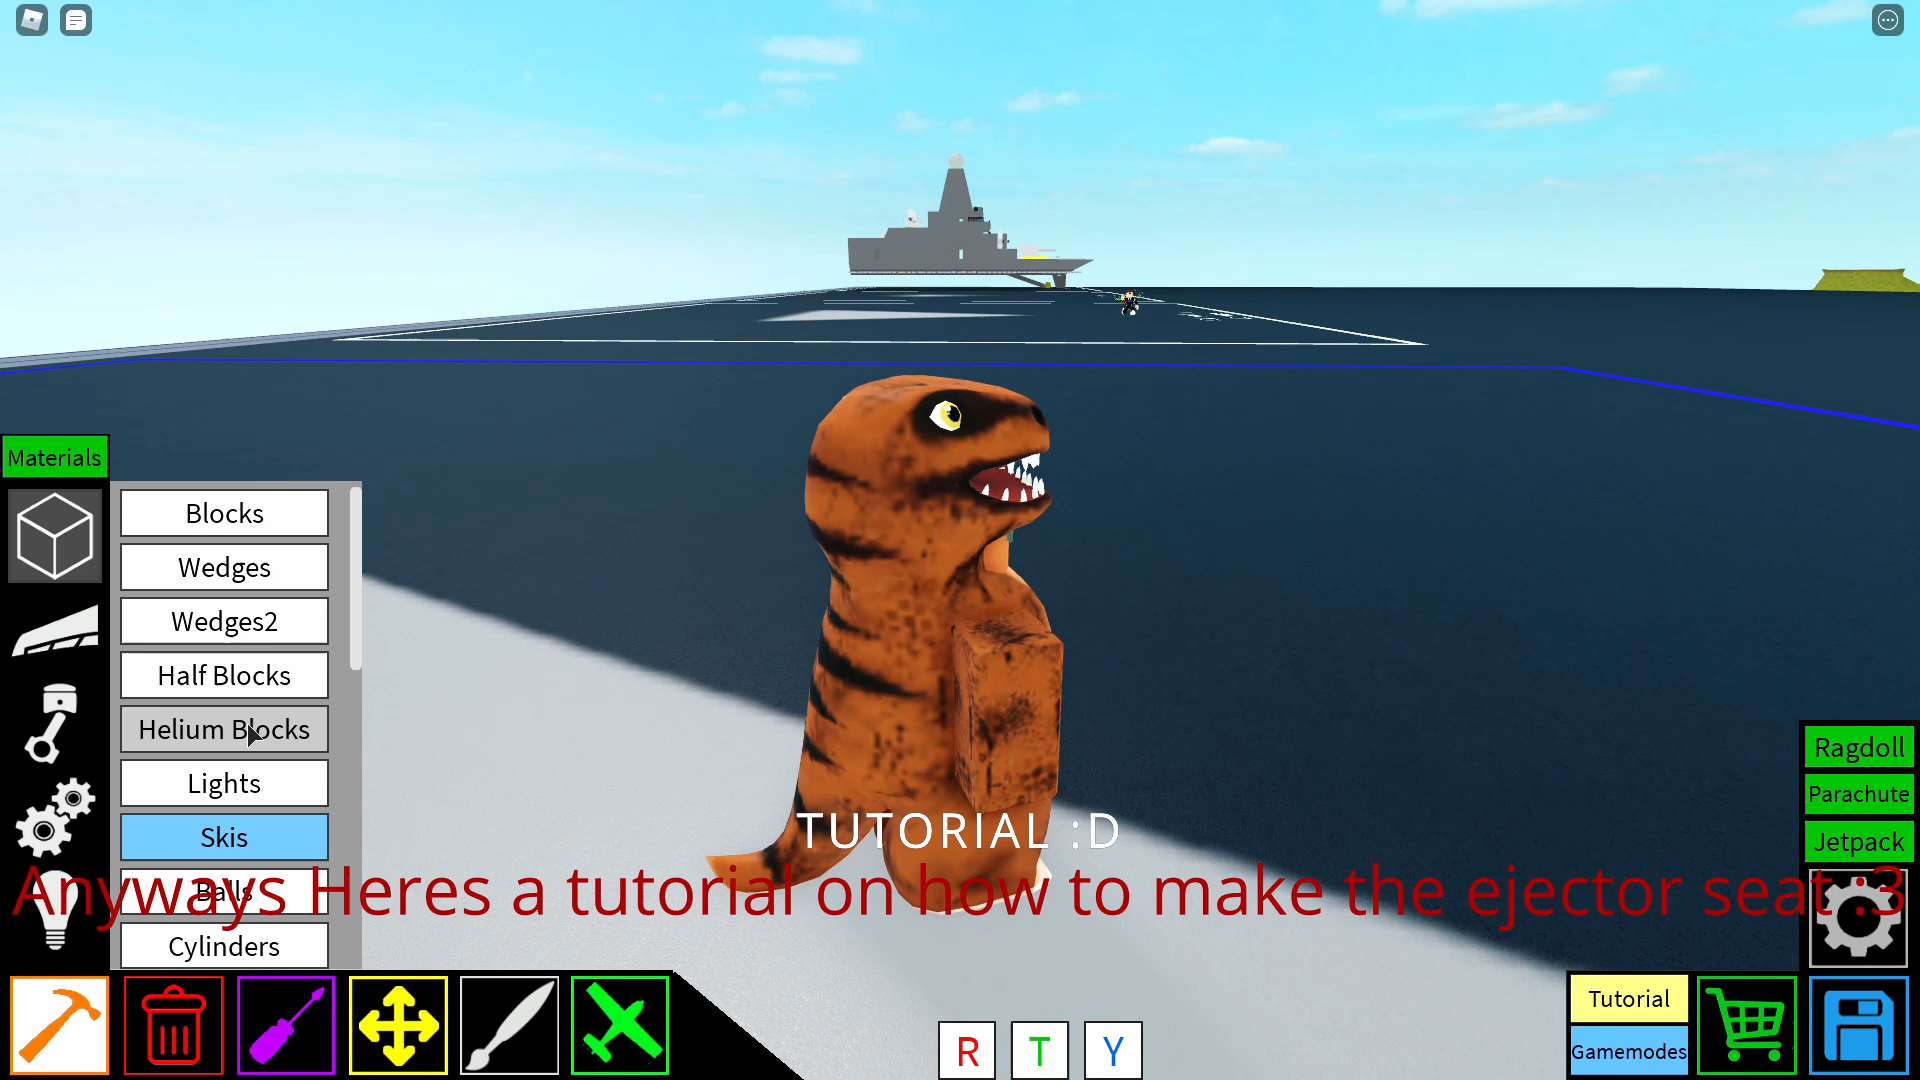 Materials
Blocks
Wedges
Wedges2
Half Blocks
Helium Blocks
Lights
Skis
Balls
Cylinders
TUTORIAL :D
Anyways Heres a tutorial on how to make the ejector seat :3
Ragdoll
Parachute
Jetpack
Tutorial
Gamemodes
R
T
Y